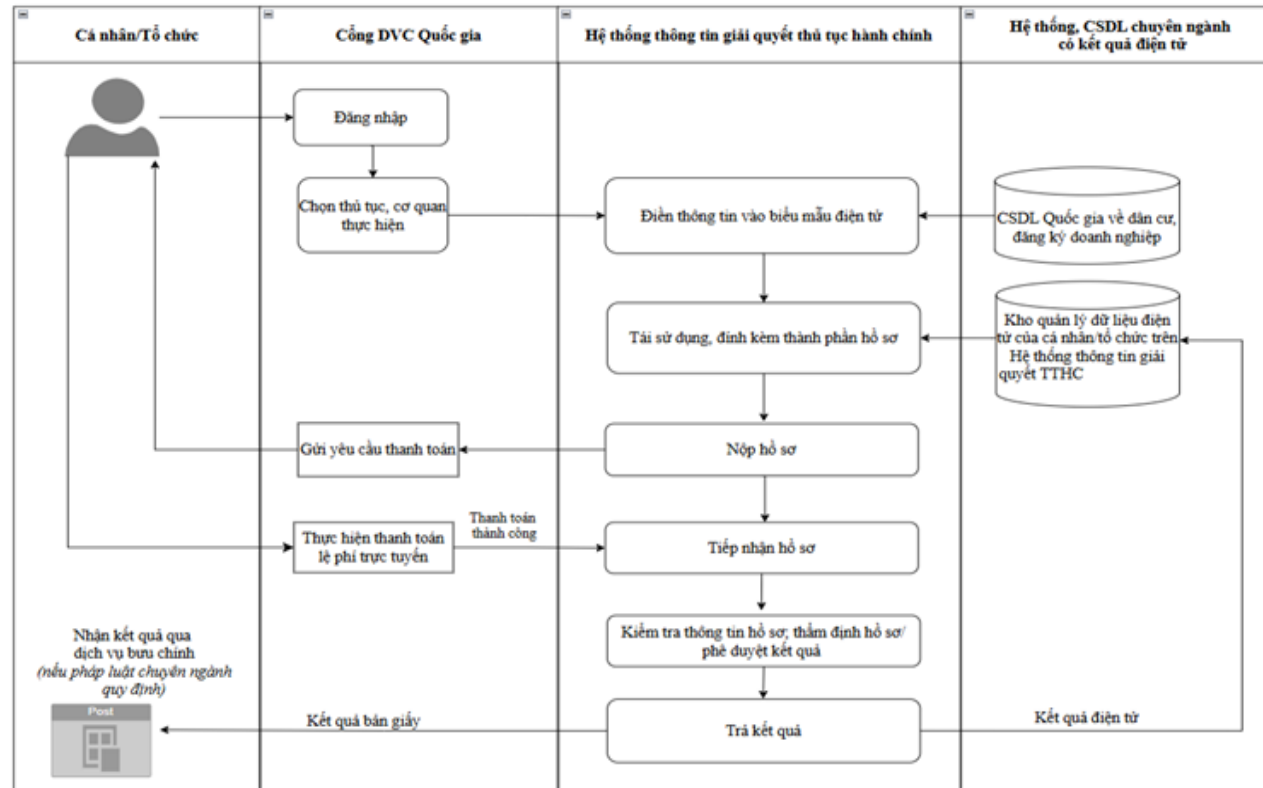 Cá nhân/Tổ chức
Cổng DVC Quốc gia
Hệ thống thông tin giải quyết thủ tục hành chính
Hệ thống, CSDL chuyên ngành
có kết quả điện tử
Đăng nhập
Chọn thủ tục, cơ quan
thực hiện
Điền thông tin vào biểu mẫu điện tử
CSDL Quốc gia về dân cư,
đăng ký doanh nghiệp
Tái sử dụng, đính kèm thành phần hồ sơ
Kho quản lý dữ liệu điện
tử của cá nhân/tổ chức trên
Hệ thống thông tin giải
quyết TTHC
Gửi yêu cầu thanh toán
Nộp hồ sơ
Thanh toán
thành công
Thực hiện thanh toán
lệ phí trực tuyến
Tiếp nhận hồ sơ
Kiểm tra thông tin hồ sơ; thẩm định hồ sơ/
phê duyệt kết quả
Nhận kết quả qua
dịch vụ bưu chính
(nếu pháp luật chuyên ngành
quy định)
Post
Kết quả bản giấy
Trả kết quả
Kết quả điện tử